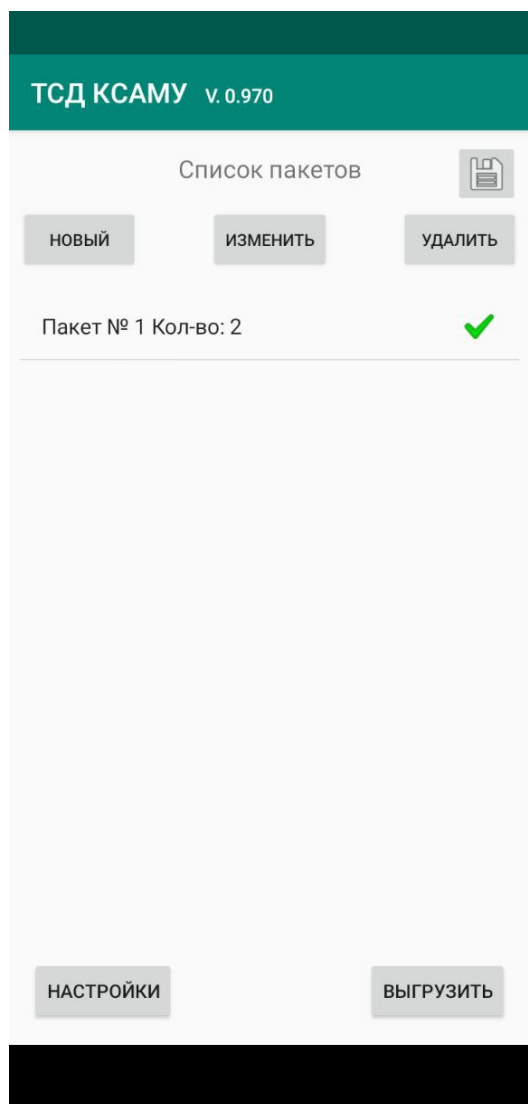 ТСД КСАМУ V. 0.970
Список пакетов
НОВЫЙ ИЗМЕНИТЬ УДАЛИТЬ
Пакет № 1 Кол-во: 2
НАСТРОЙКИ ВЫГРУЗИТЬ